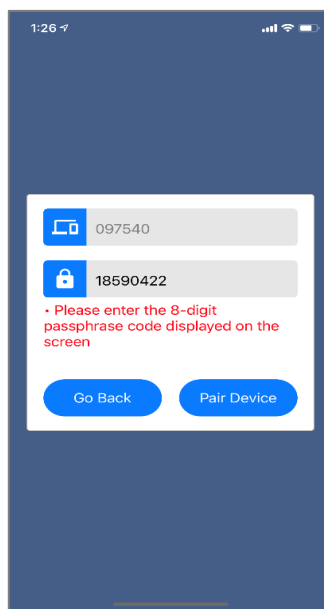 1:26
097540
18590422
• Please enter the 8-digit
passphrase code displayed on the
screen
Go Back Pair Device